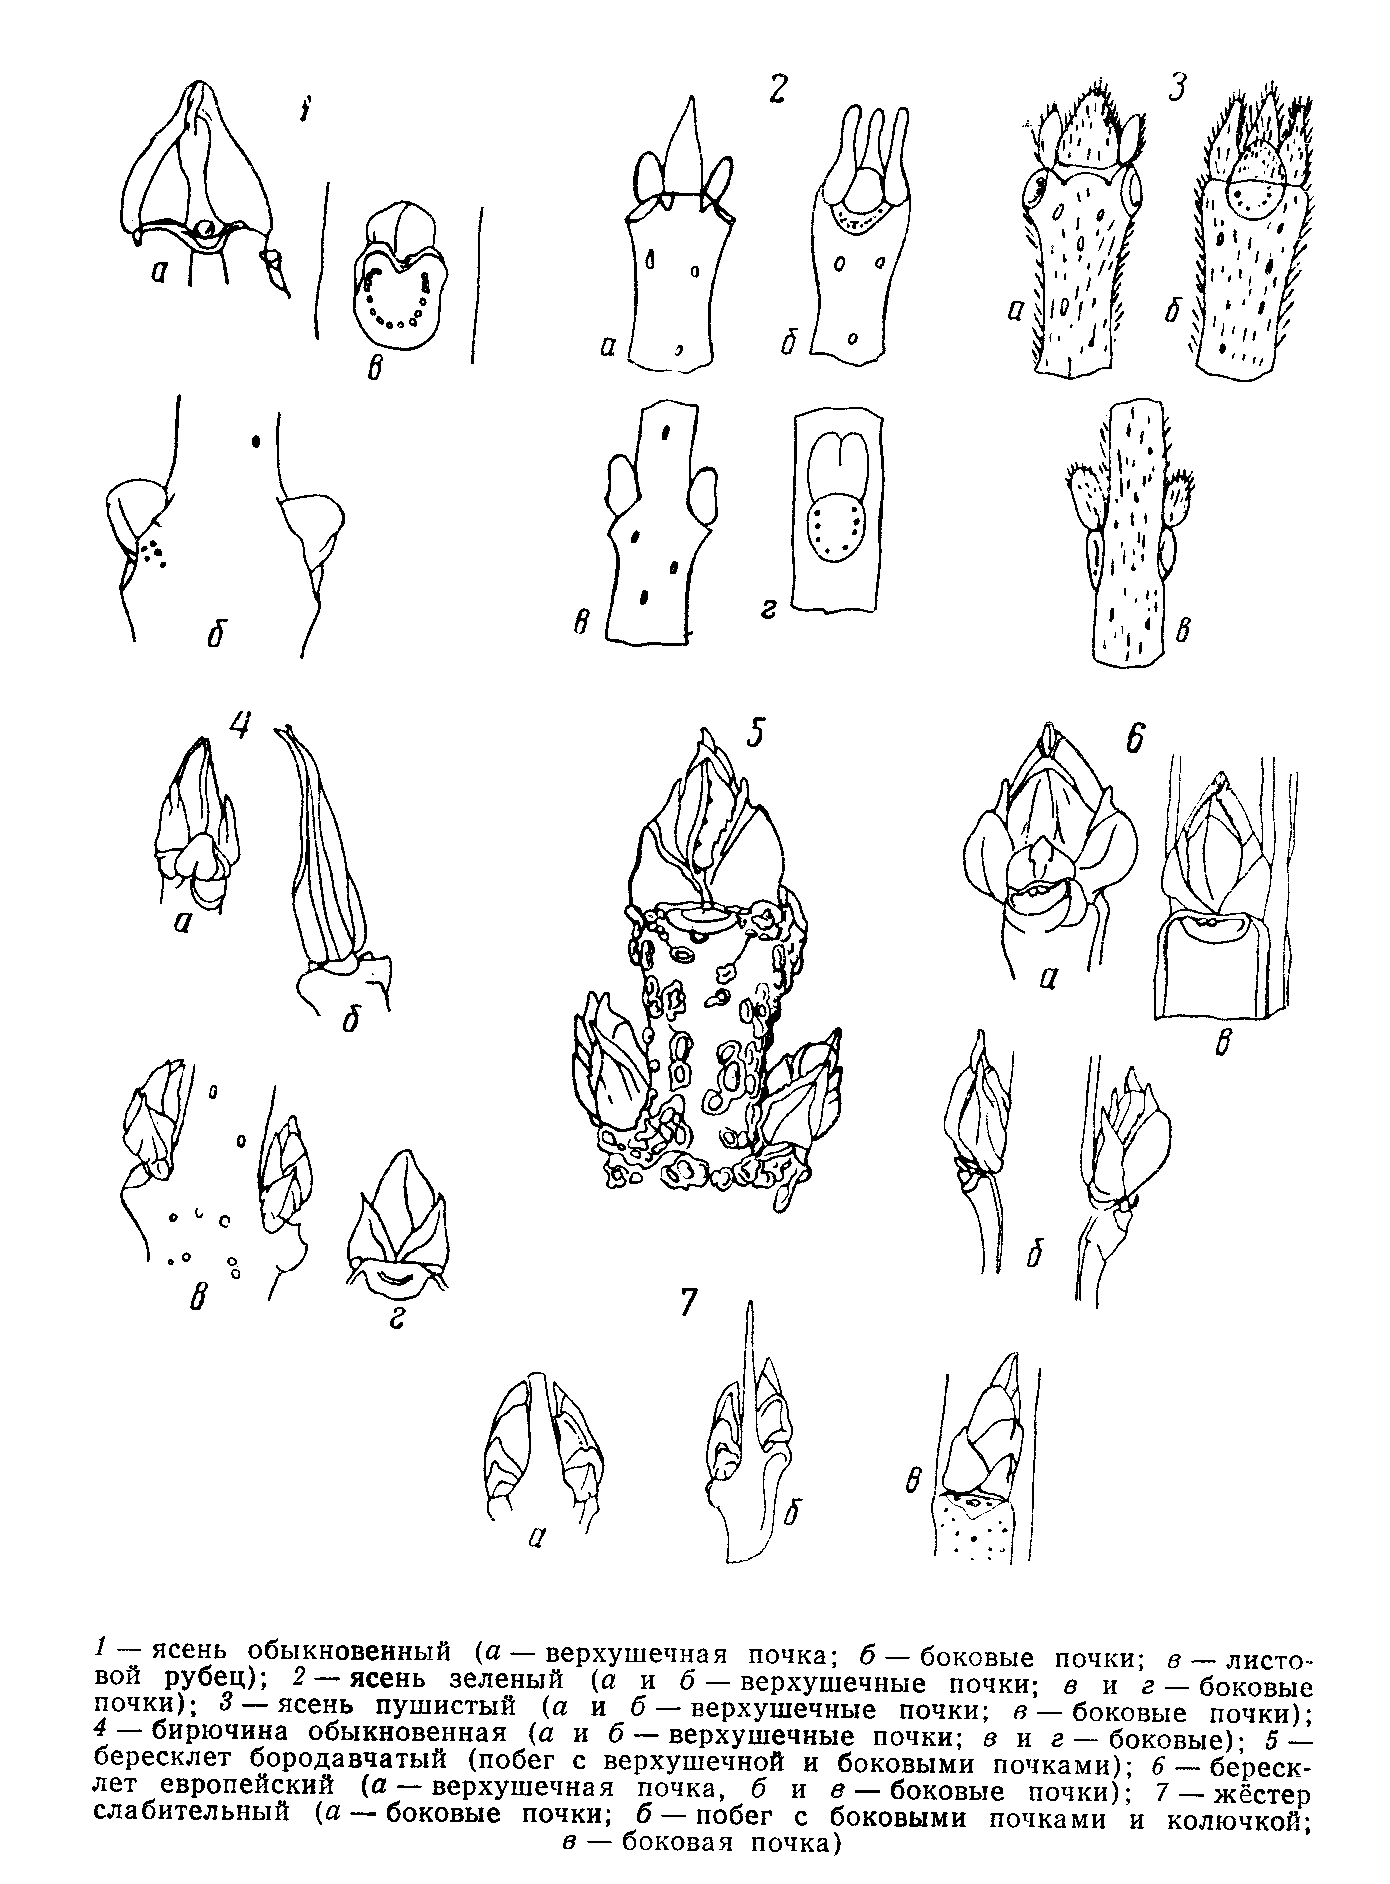 1
2
3
а
в
а
б
а
б
б
в
г
в
4
5
6
а
б
а
в
в
г
б
7
а
б
в
1 — ясень обыкновенный (а — верхушечная почка; б — боковые почки; в — листо-
вой рубец); 2 — ясень зеленый (а и б — верхушечные почки; в и г — боковые
почки); 3 — ясень пушистый (а и б — верхушечные почки; в — боковые почки);
4 — бирючина обыкновенная (а и б — верхушечные почки; в и г — боковые); 5 —
бересклет бородавчатый (побег с верхушечной и боковыми почками); 6 — береск-
лет европейский (а — верхушечная почка, б и в — боковые почки); 7 — жёстер
слабительный (а — боковые почки; б — побег с боковыми почками и колючкой;
в — боковая почка)